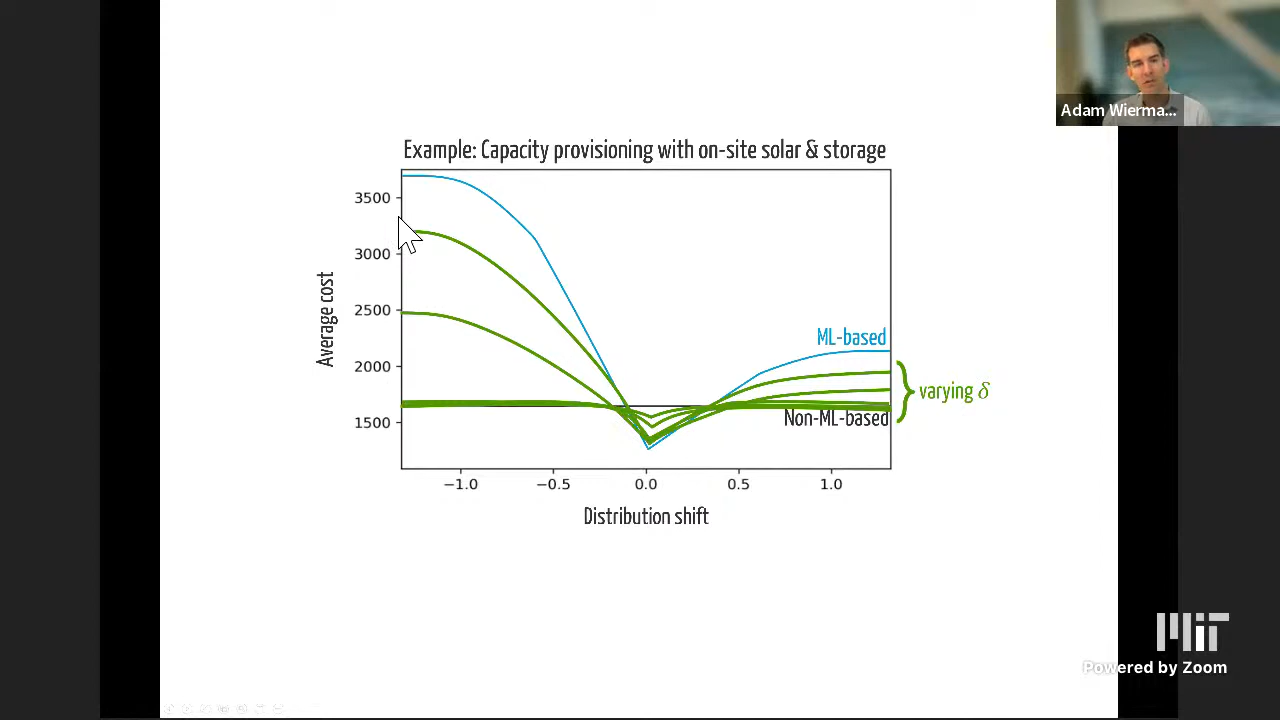 Adam Wierma...
Example: Capacity provisioning with on-site solar & storage
3500
3000
2500
2000
1500
Average cost
ML-based
varying δ
Non-ML-based
−1.0
−0.5
0.0
0.5
1.0
Distribution shift
MIT
Powered by Zoom